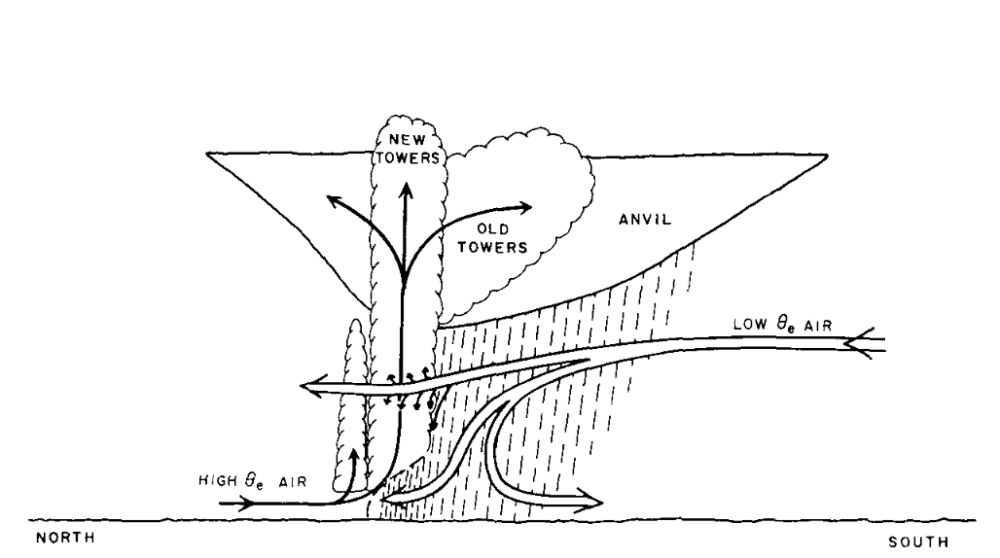 NEW
TOWERS
OLD
TOWERS
ANVIL
LOW θe AIR
HIGH θe AIR
NORTH
SOUTH